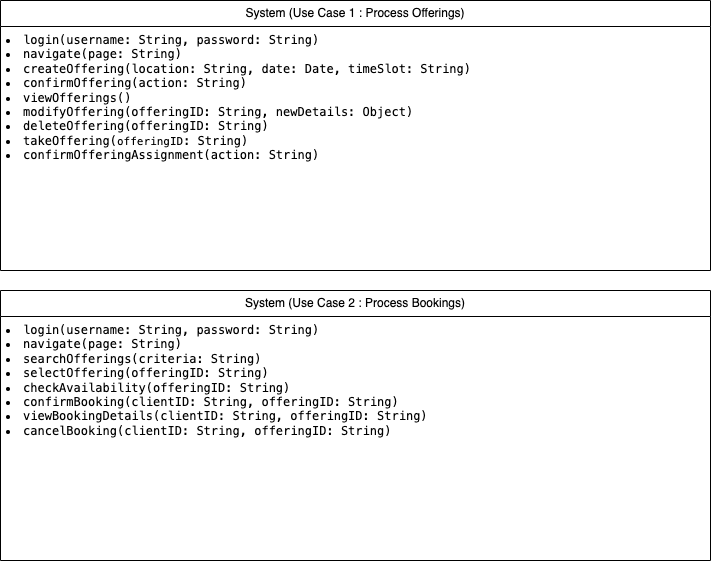 System (Use Case 1 : Process Offerings)
• login(username: String, password: String)
• navigate(page: String)
• createOffering(location: String, date: Date, timeSlot: String)
• confirmOffering(action: String)
• viewOfferings()
• modifyOffering(offeringID: String, newDetails: Object)
• deleteOffering(offeringID: String)
• takeOffering(offeringID: String)
• confirmOfferingAssignment(action: String)
System (Use Case 2 : Process Bookings)
• login(username: String, password: String)
• navigate(page: String)
• searchOfferings(criteria: String)
• selectOffering(offeringID: String)
• checkAvailability(offeringID: String)
• confirmBooking(clientID: String, offeringID: String)
• viewBookingDetails(clientID: String, offeringID: String)
• cancelBooking(clientID: String, offeringID: String)